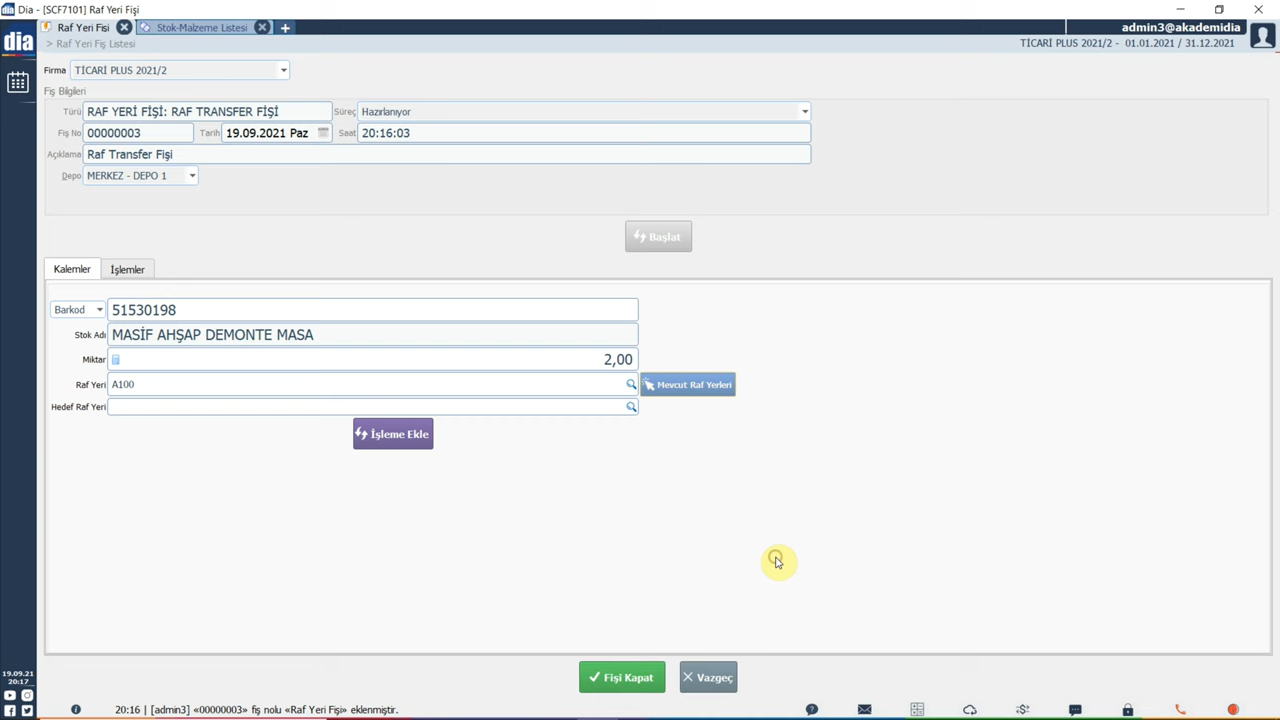 Dia - [SCF7101] Raf Yeri Fişi
dia
Raf Yeri Fişi
Stok-Malzeme Listesi
admin3@akademidia
> Raf Yeri Fiş Listesi
TİCARİ PLUS 2021/2 - 01.01.2021 / 31.12.2021
Firma TİCARİ PLUS 2021/2
Fiş Bilgileri
Türü RAF YERİ FİŞİ: RAF TRANSFER FİŞİ Süreç Hazırlanıyor
Fiş No 00000003 Tarih 19.09.2021 Paz Saat 20:16:03
Açıklama Raf Transfer Fişi
Depo MERKEZ - DEPO 1
Başlat
Kalemler İşlemler
Barkod 51530198
Stok Adı MASİF AHŞAP DEMONTE MASA
Miktar 2,00
Raf Yeri A100 Mevcut Raf Yerleri
Hedef Raf Yeri
İşleme Ekle
Fişi Kapat Vazgeç
19.09.21
20:17
20:16 | [admin3] «00000003» fiş nolu «Raf Yeri Fişi» eklenmiştir.